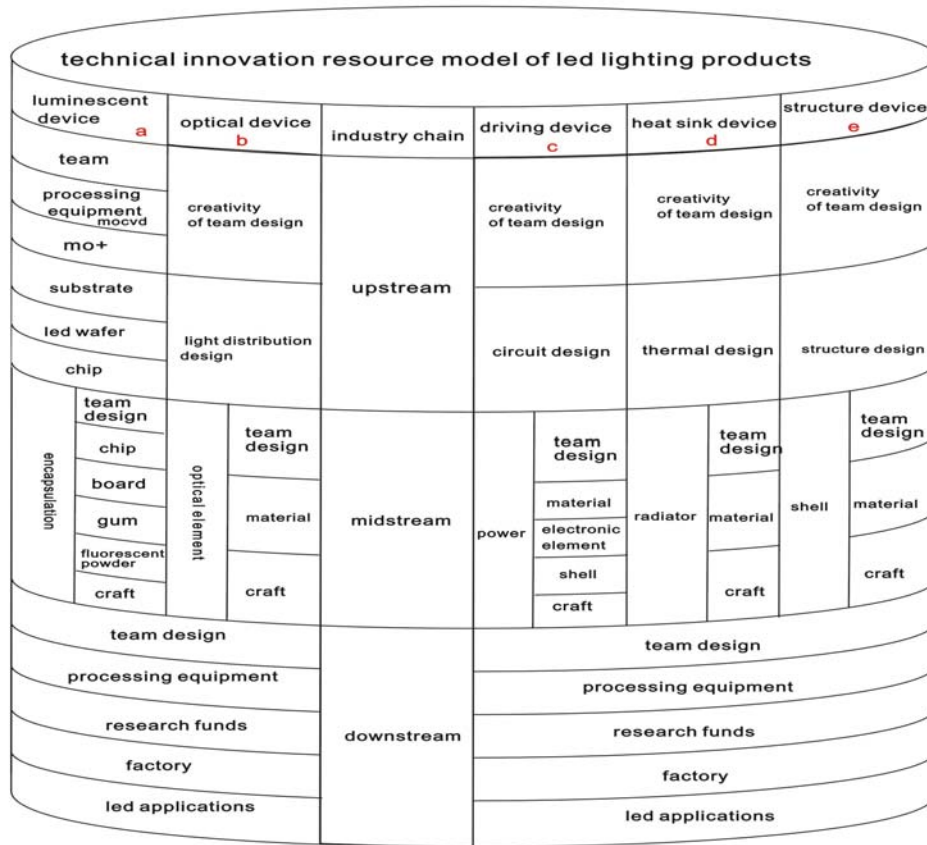 technical innovation resource model of led lighting products
luminescent
device
a
optical device
b
industry chain
driving device
c
heat sink device
d
structure device
e
team
processing
equipment
mocvd
mo+
substrate
led wafer
chip
creativity
of team design
light distribution
design
upstream
creativity
of team design
circuit design
creativity
of team design
thermal design
creativity
of team design
structure design
encapsulation
team
design
chip
board
gum
fluorescent
powder
craft
optical element
team
design
material
craft
midstream
power
team
design
material
electronic
element
shell
craft
radiator
team
design
material
craft
shell
team
design
material
craft
team design
processing equipment
research funds
factory
led applications
downstream
team design
processing equipment
research funds
factory
led applications